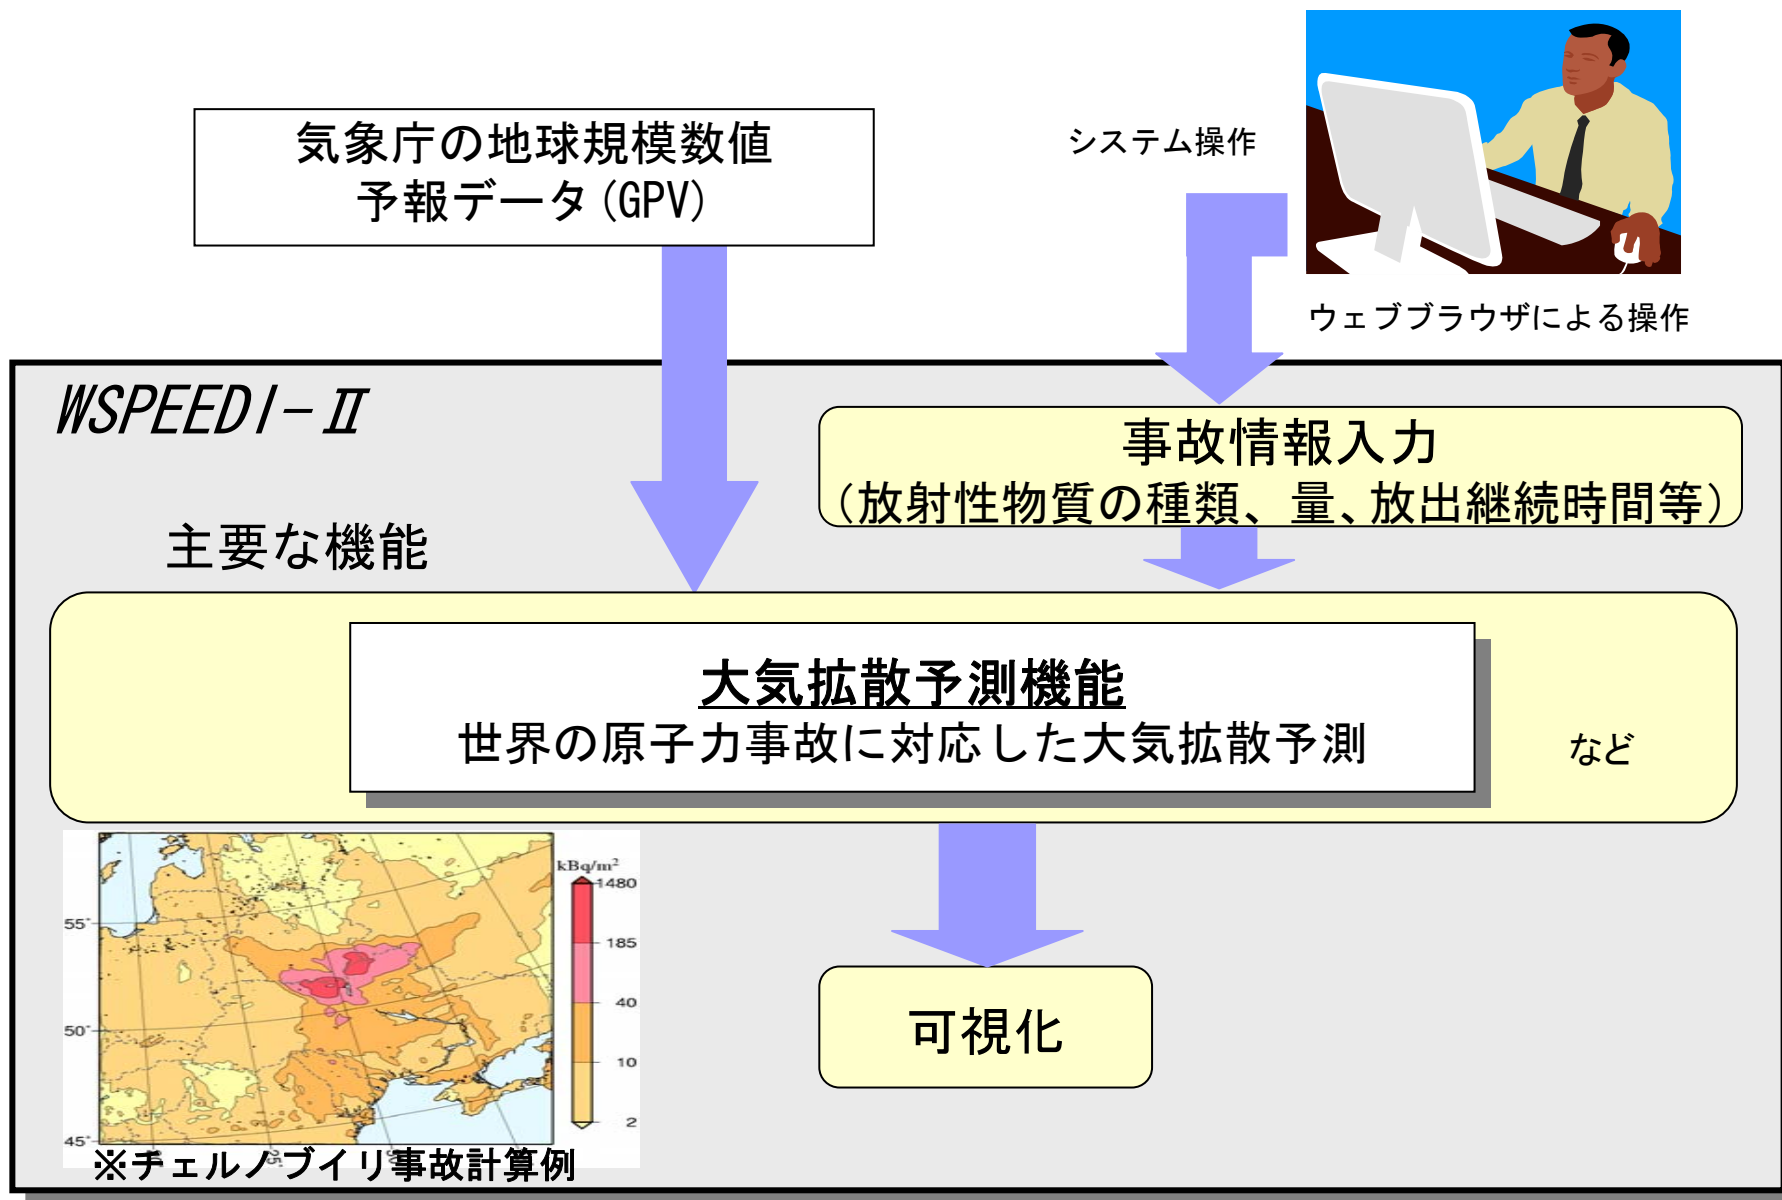 気象庁の地球規模数値
予報データ(GPV)
システム操作
ウェブブラウザによる操作
WSPEEDI-Ⅱ
事故情報入力
(放射性物質の種類、量、放出継続時間等)
主要な機能
大気拡散予測機能
世界の原子力事故に対応した大気拡散予測
など
kBq/m²
1480
185
40
10
2
55°
50°
45°
25°
※チェルノブイリ事故計算例
可視化